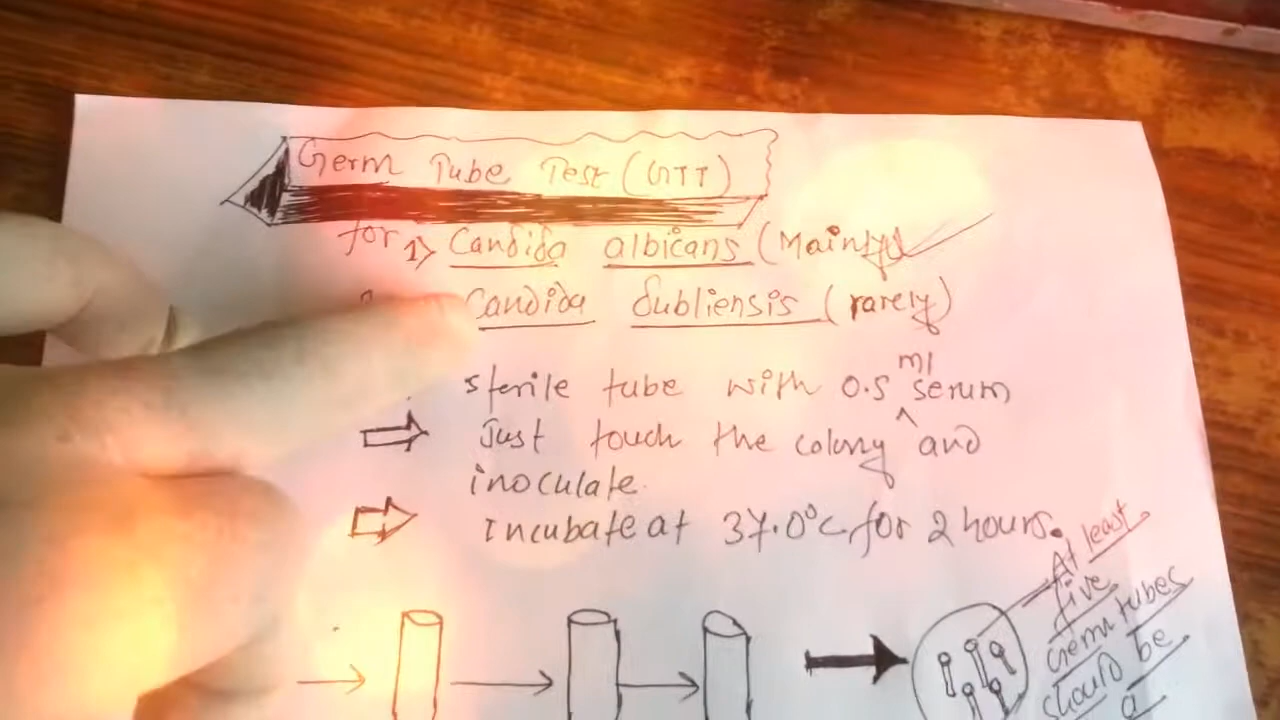 Germ Tube Test (GTT)
for 1> Candida albicans (Mainly)
Candida dubliensis (rarely)
sterile tube with 0.5 ml serum
Just touch the colony and
inoculate.
Incubate at 37.0°C for 2 hours.
At least
five
Germ tubes
should be
a